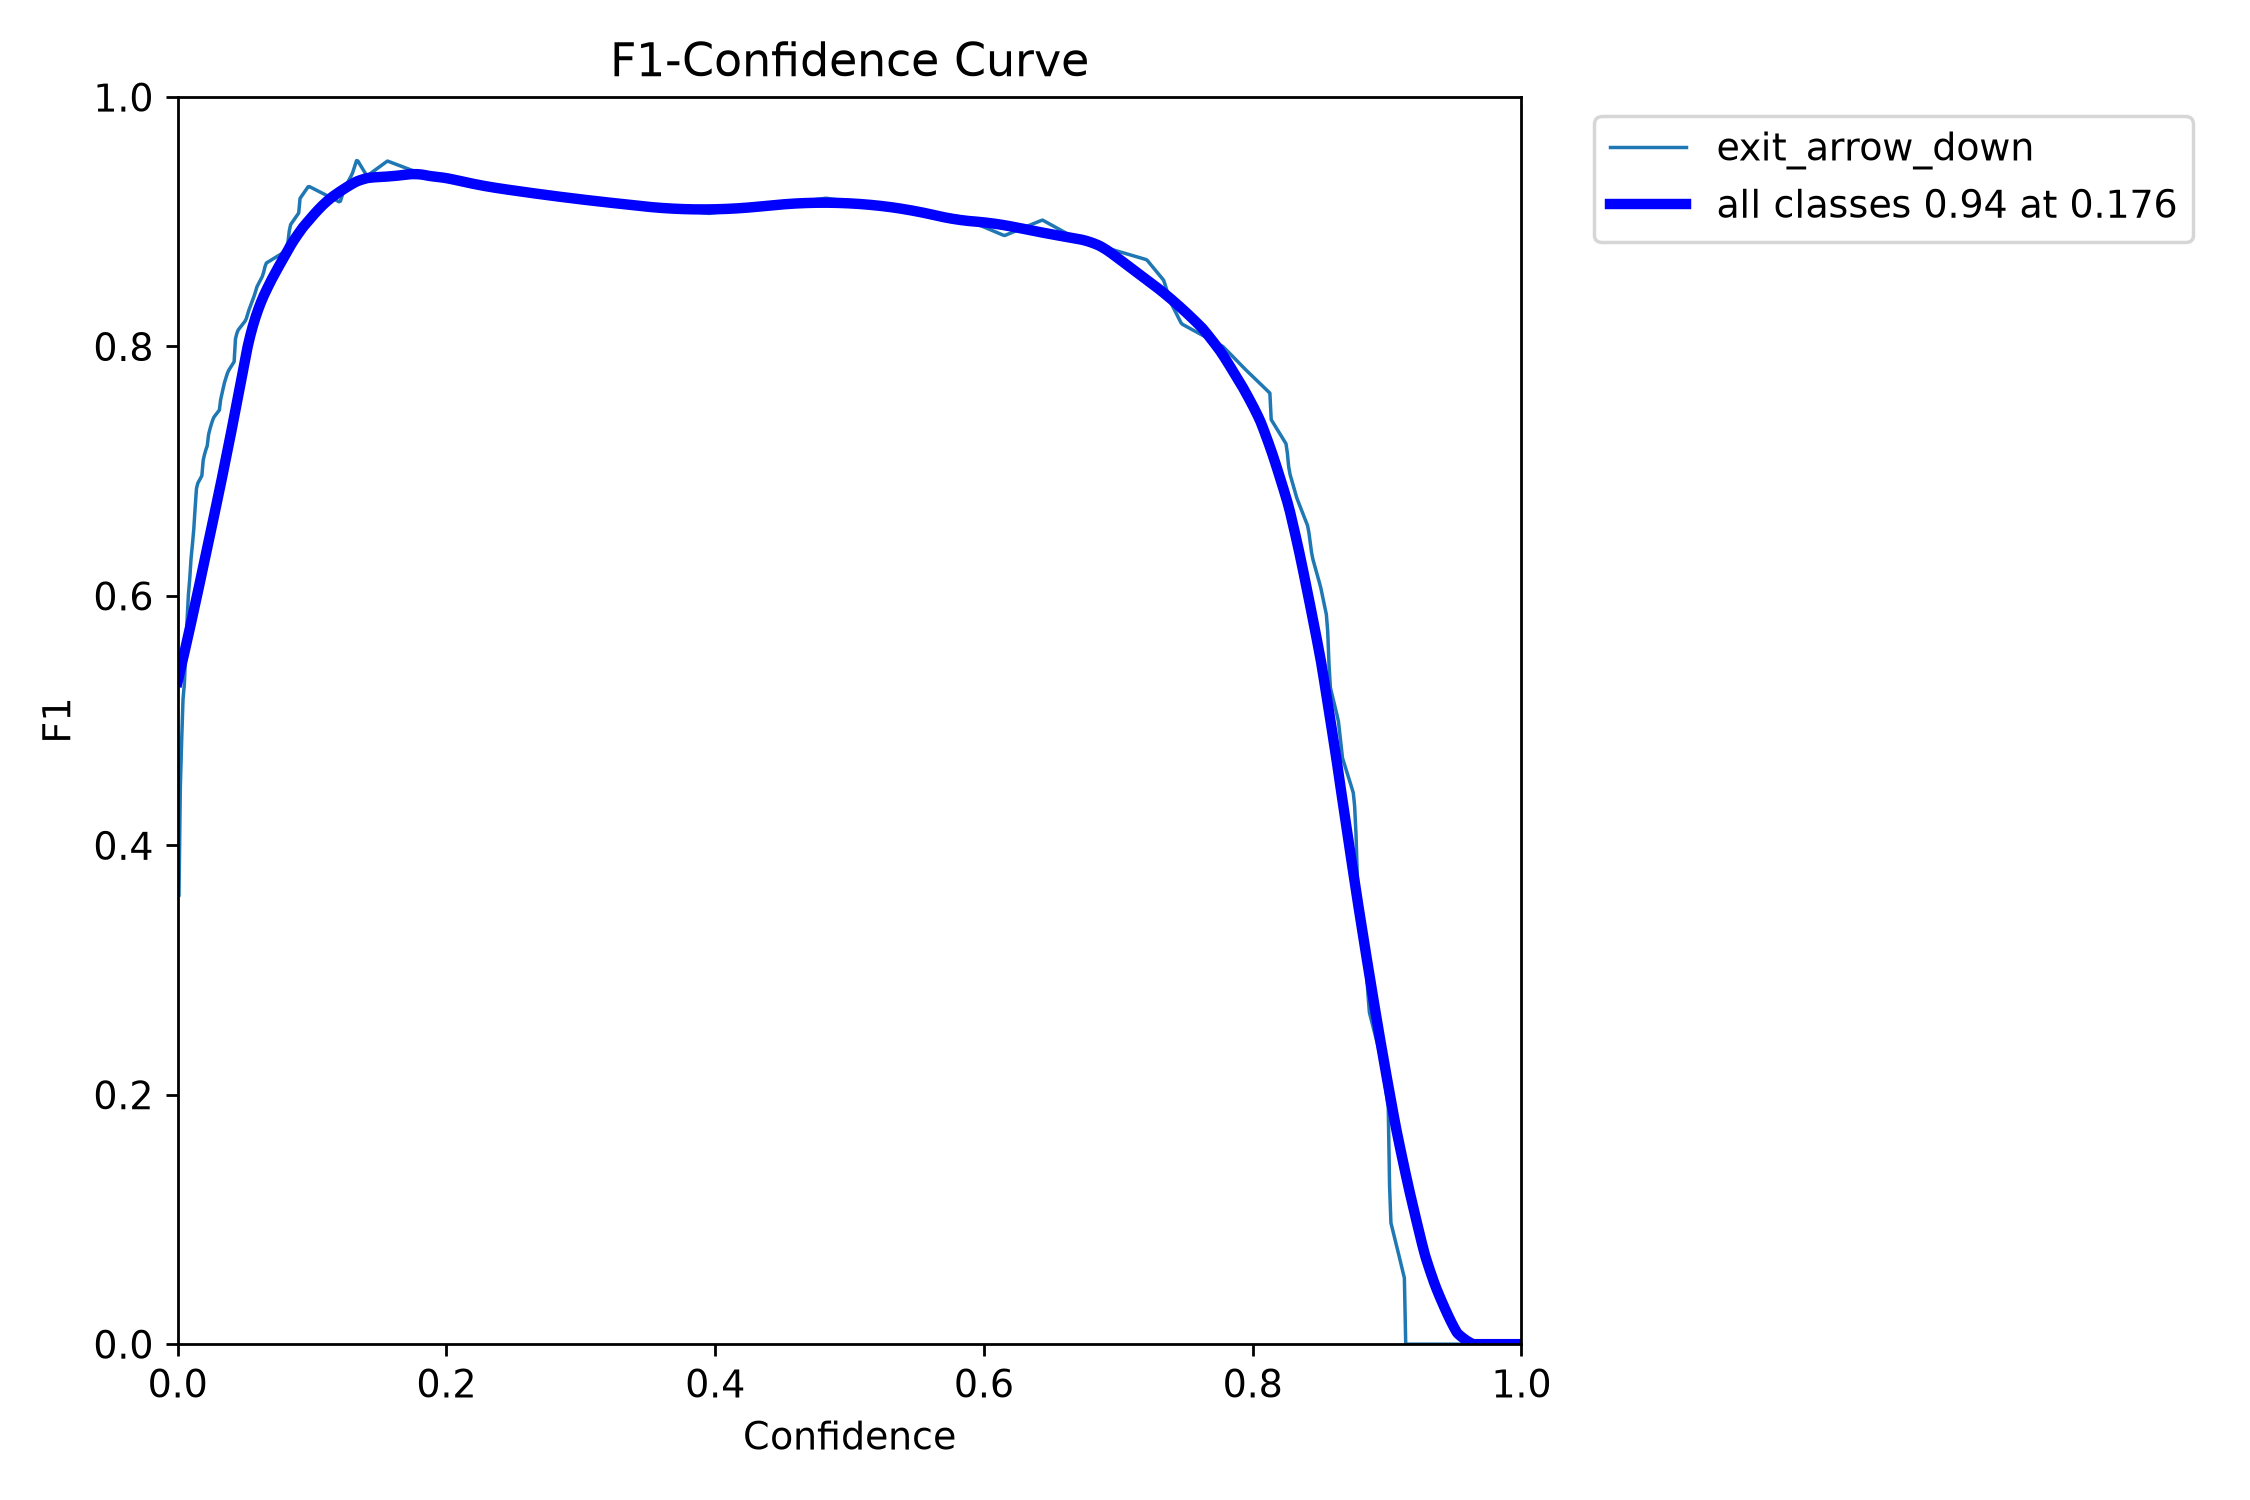 F1-Confidence Curve
exit_arrow_down
all classes 0.94 at 0.176
1.0
0.8
0.6
0.4
0.2
0.0
F1
0.0 0.2 0.4 0.6 0.8 1.0
Confidence